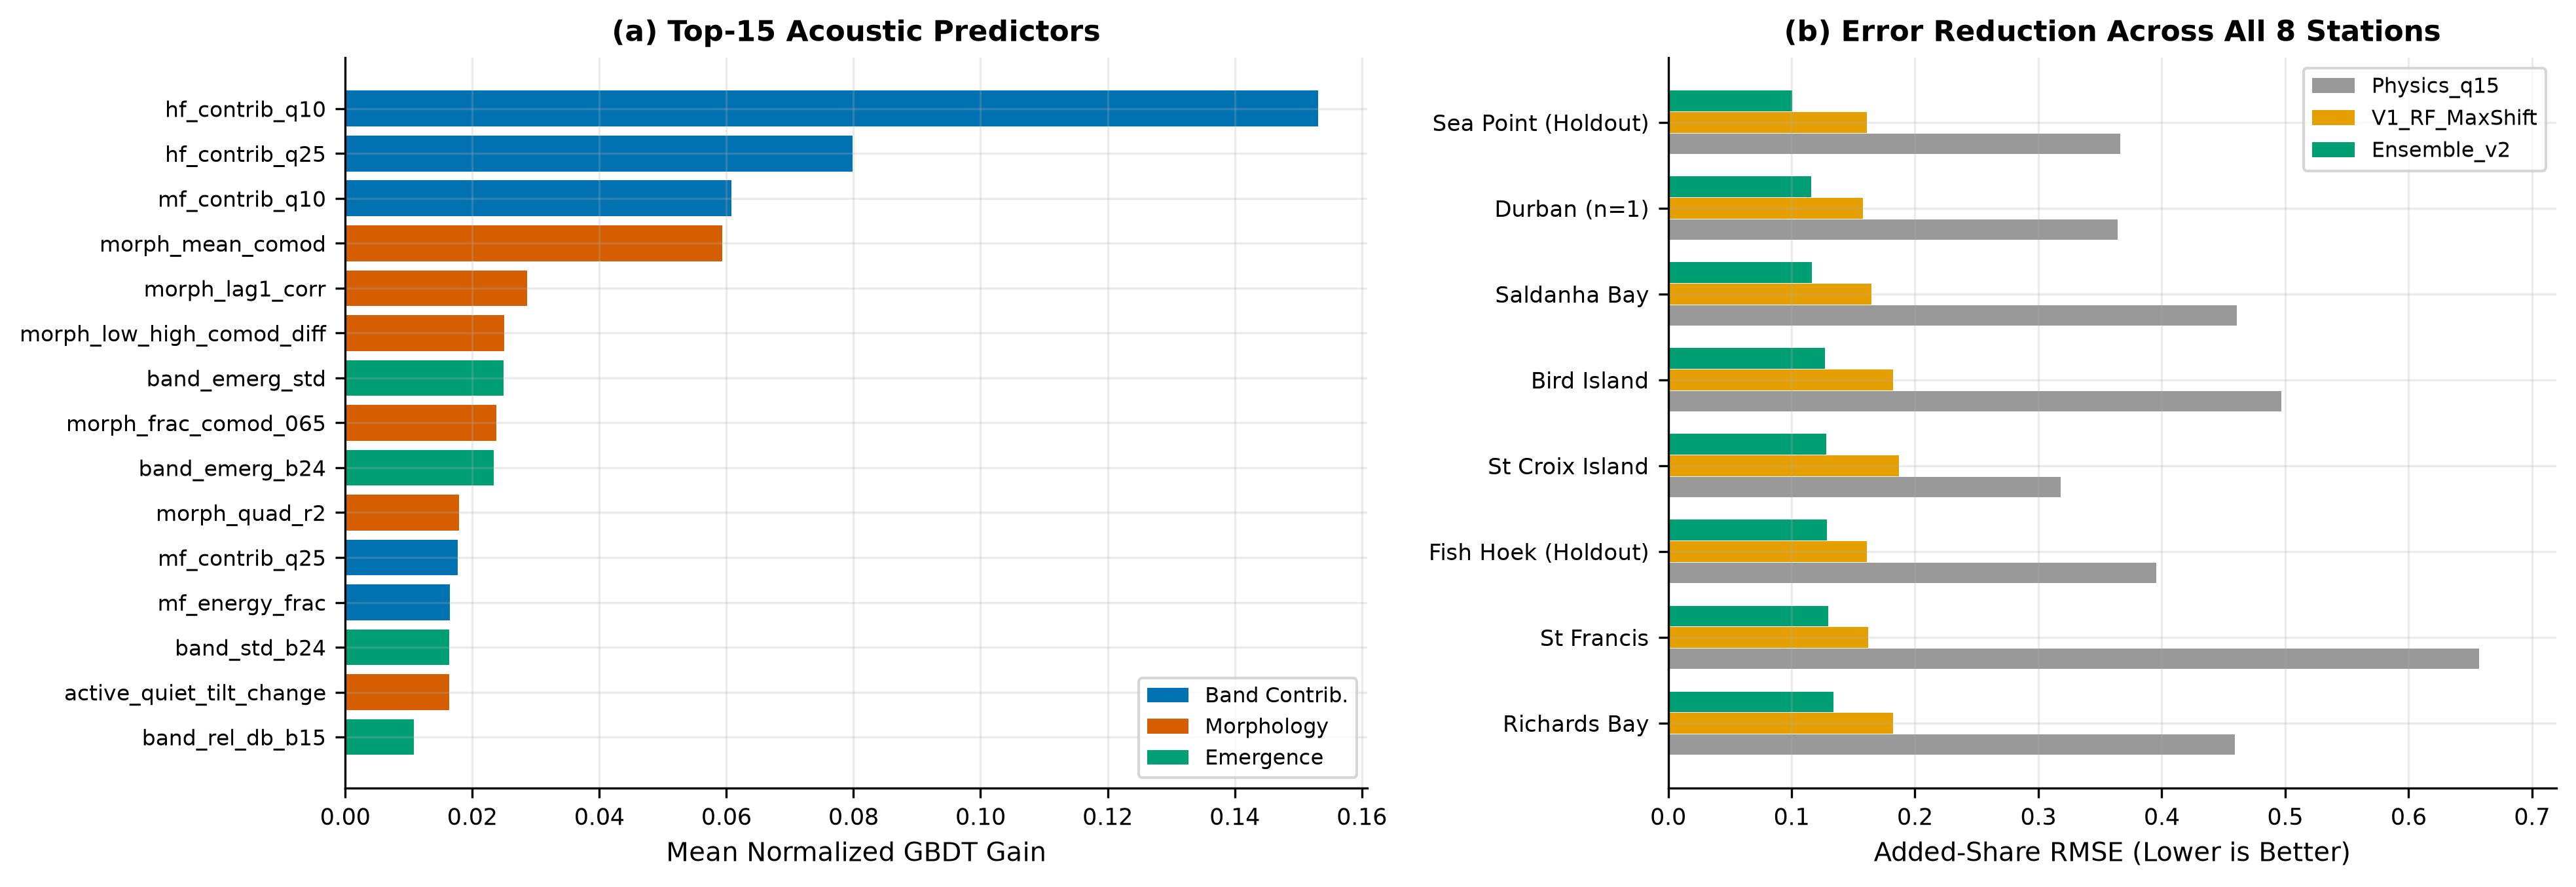 (a) Top-15 Acoustic Predictors
hf_contrib_q10
hf_contrib_q25
mf_contrib_q10
morph_mean_comod
morph_lag1_corr
morph_low_high_comod_diff
band_emerg_std
morph_frac_comod_065
band_emerg_b24
morph_quad_r2
mf_contrib_q25
mf_energy_frac
band_std_b24
active_quiet_tilt_change
band_rel_db_b15
Band Contrib.
Morphology
Emergence
0.00 0.02 0.04 0.06 0.08 0.10 0.12 0.14 0.16
Mean Normalized GBDT Gain
(b) Error Reduction Across All 8 Stations
Physics_q15
V1_RF_MaxShift
Ensemble_v2
Sea Point (Holdout)
Durban (n=1)
Saldanha Bay
Bird Island
St Croix Island
Fish Hoek (Holdout)
St Francis
Richards Bay
0.0 0.1 0.2 0.3 0.4 0.5 0.6 0.7
Added-Share RMSE (Lower is Better)